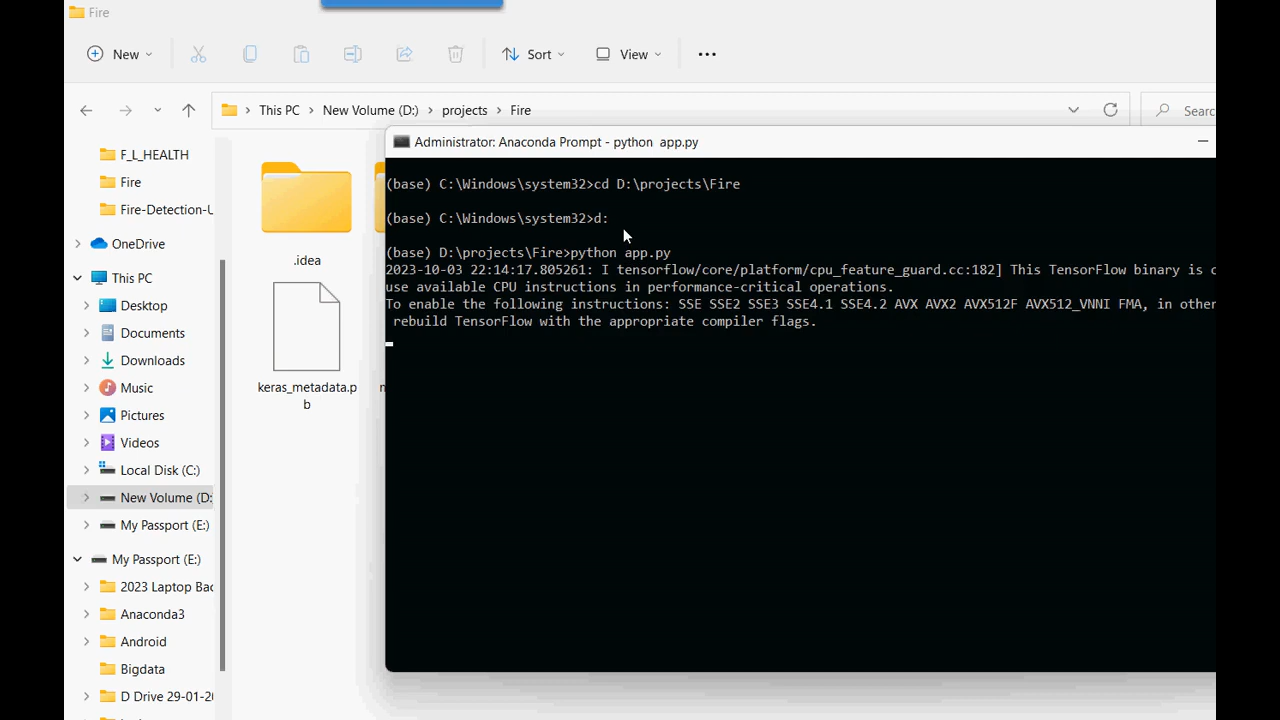 Fire
New
Sort
View
This PC
New Volume (D:)
projects
Fire
Searc
F_L_HEALTH
Fire
Fire-Detection-U
OneDrive
This PC
Desktop
Documents
Downloads
Music
Pictures
Videos
Local Disk (C:)
New Volume (D:
My Passport (E:)
My Passport (E:)
2023 Laptop Bac
Anaconda3
Android
Bigdata
D Drive 29-01-20
.idea
keras_metadata.p
b
Administrator: Anaconda Prompt - python  app.py
(base) C:\Windows\system32>cd D:\projects\Fire
(base) C:\Windows\system32>d:
(base) D:\projects\Fire>python app.py
2023-10-03 22:14:17.805261: I tensorflow/core/platform/cpu_feature_guard.cc:182] This TensorFlow binary is
use available CPU instructions in performance-critical operations.
To enable the following instructions: SSE SSE2 SSE3 SSE4.1 SSE4.2 AVX AVX2 AVX512F AVX512_VNNI FMA, in other
rebuild TensorFlow with the appropriate compiler flags.